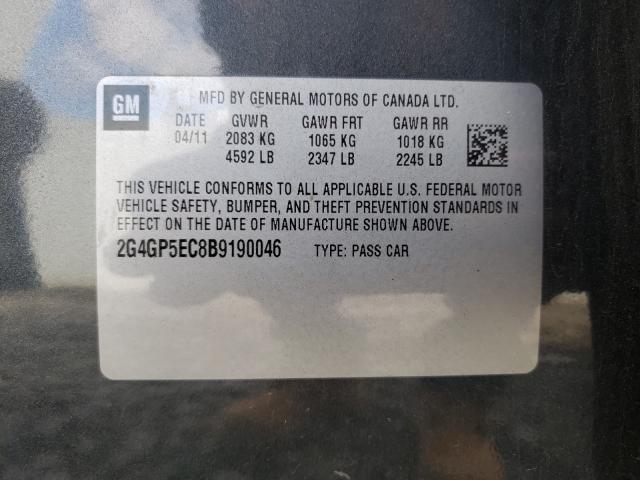 GM
MFD BY GENERAL MOTORS OF CANADA LTD.
DATE GVWR GAWR FRT GAWR RR
04/11 2083 KG 1065 KG 1018 KG
4592 LB 2347 LB 2245 LB
THIS VEHICLE CONFORMS TO ALL APPLICABLE U.S. FEDERAL MOTOR
VEHICLE SAFETY, BUMPER, AND THEFT PREVENTION STANDARDS IN
EFFECT ON THE DATE OF MANUFACTURE SHOWN ABOVE.
2G4GP5EC8B9190046 TYPE: PASS CAR